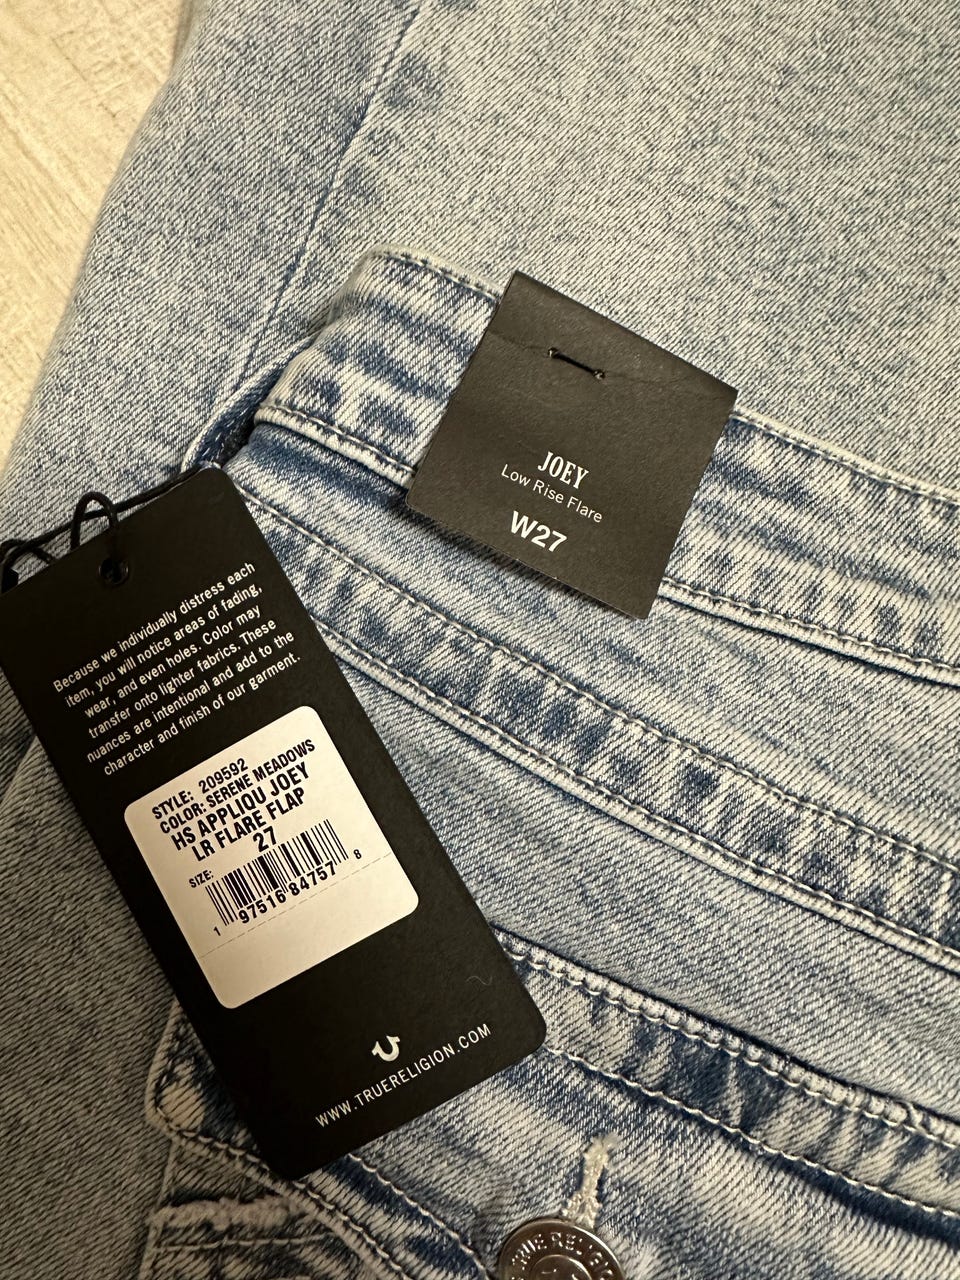 JOEY
Low Rise Flare
W27
Because we individually distress each
item, you will notice areas of fading,
wear, and even holes. Color may
transfer onto lighter fabrics. These
nuances are intentional and add to the
character and finish of our garment.
STYLE: 209592
COLOR: SERENE MEADOWS
HS APPLIQU JOEY
LR FLARE FLAP
SIZE: 27
1 97516 84757 8
WWW.TRUERELIGION.COM
TRUE RELIGION